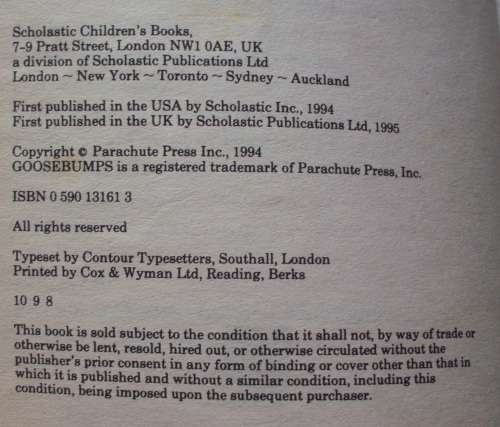 Scholastic Children's Books,
7-9 Pratt Street, London NW1 0AE, UK
a division of Scholastic Publications Ltd
London ~ New York ~ Toronto ~ Sydney ~ Auckland
First published in the USA by Scholastic Inc., 1994
First published in the UK by Scholastic Publications Ltd, 1995
Copyright © Parachute Press Inc., 1994
GOOSEBUMPS is a registered trademark of Parachute Press, Inc.
ISBN 0 590 13161 3
All rights reserved
Typeset by Contour Typesetters, Southall, London
Printed by Cox & Wyman Ltd, Reading, Berks
10 9 8
This book is sold subject to the condition that it shall not, by way of trade or
otherwise be lent, resold, hired out, or otherwise circulated without the
publisher's prior consent in any form of binding or cover other than that in
which it is published and without a similar condition, including this
condition, being imposed upon the subsequent purchaser.